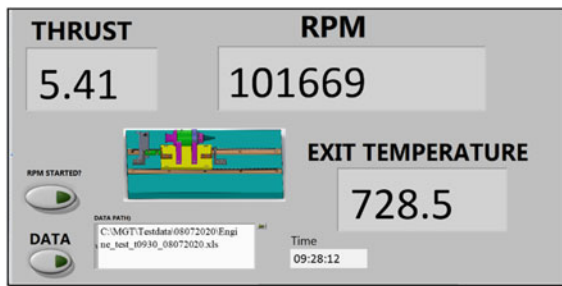 THRUST
RPM
5.41
101669
EXIT TEMPERATURE
728.5
RPM STARTED?
DATA PATH)
C:\MGT\Testdata\08072020\Engi
ne_test_t0930_08072020.xls
DATA
Time
09:28:12